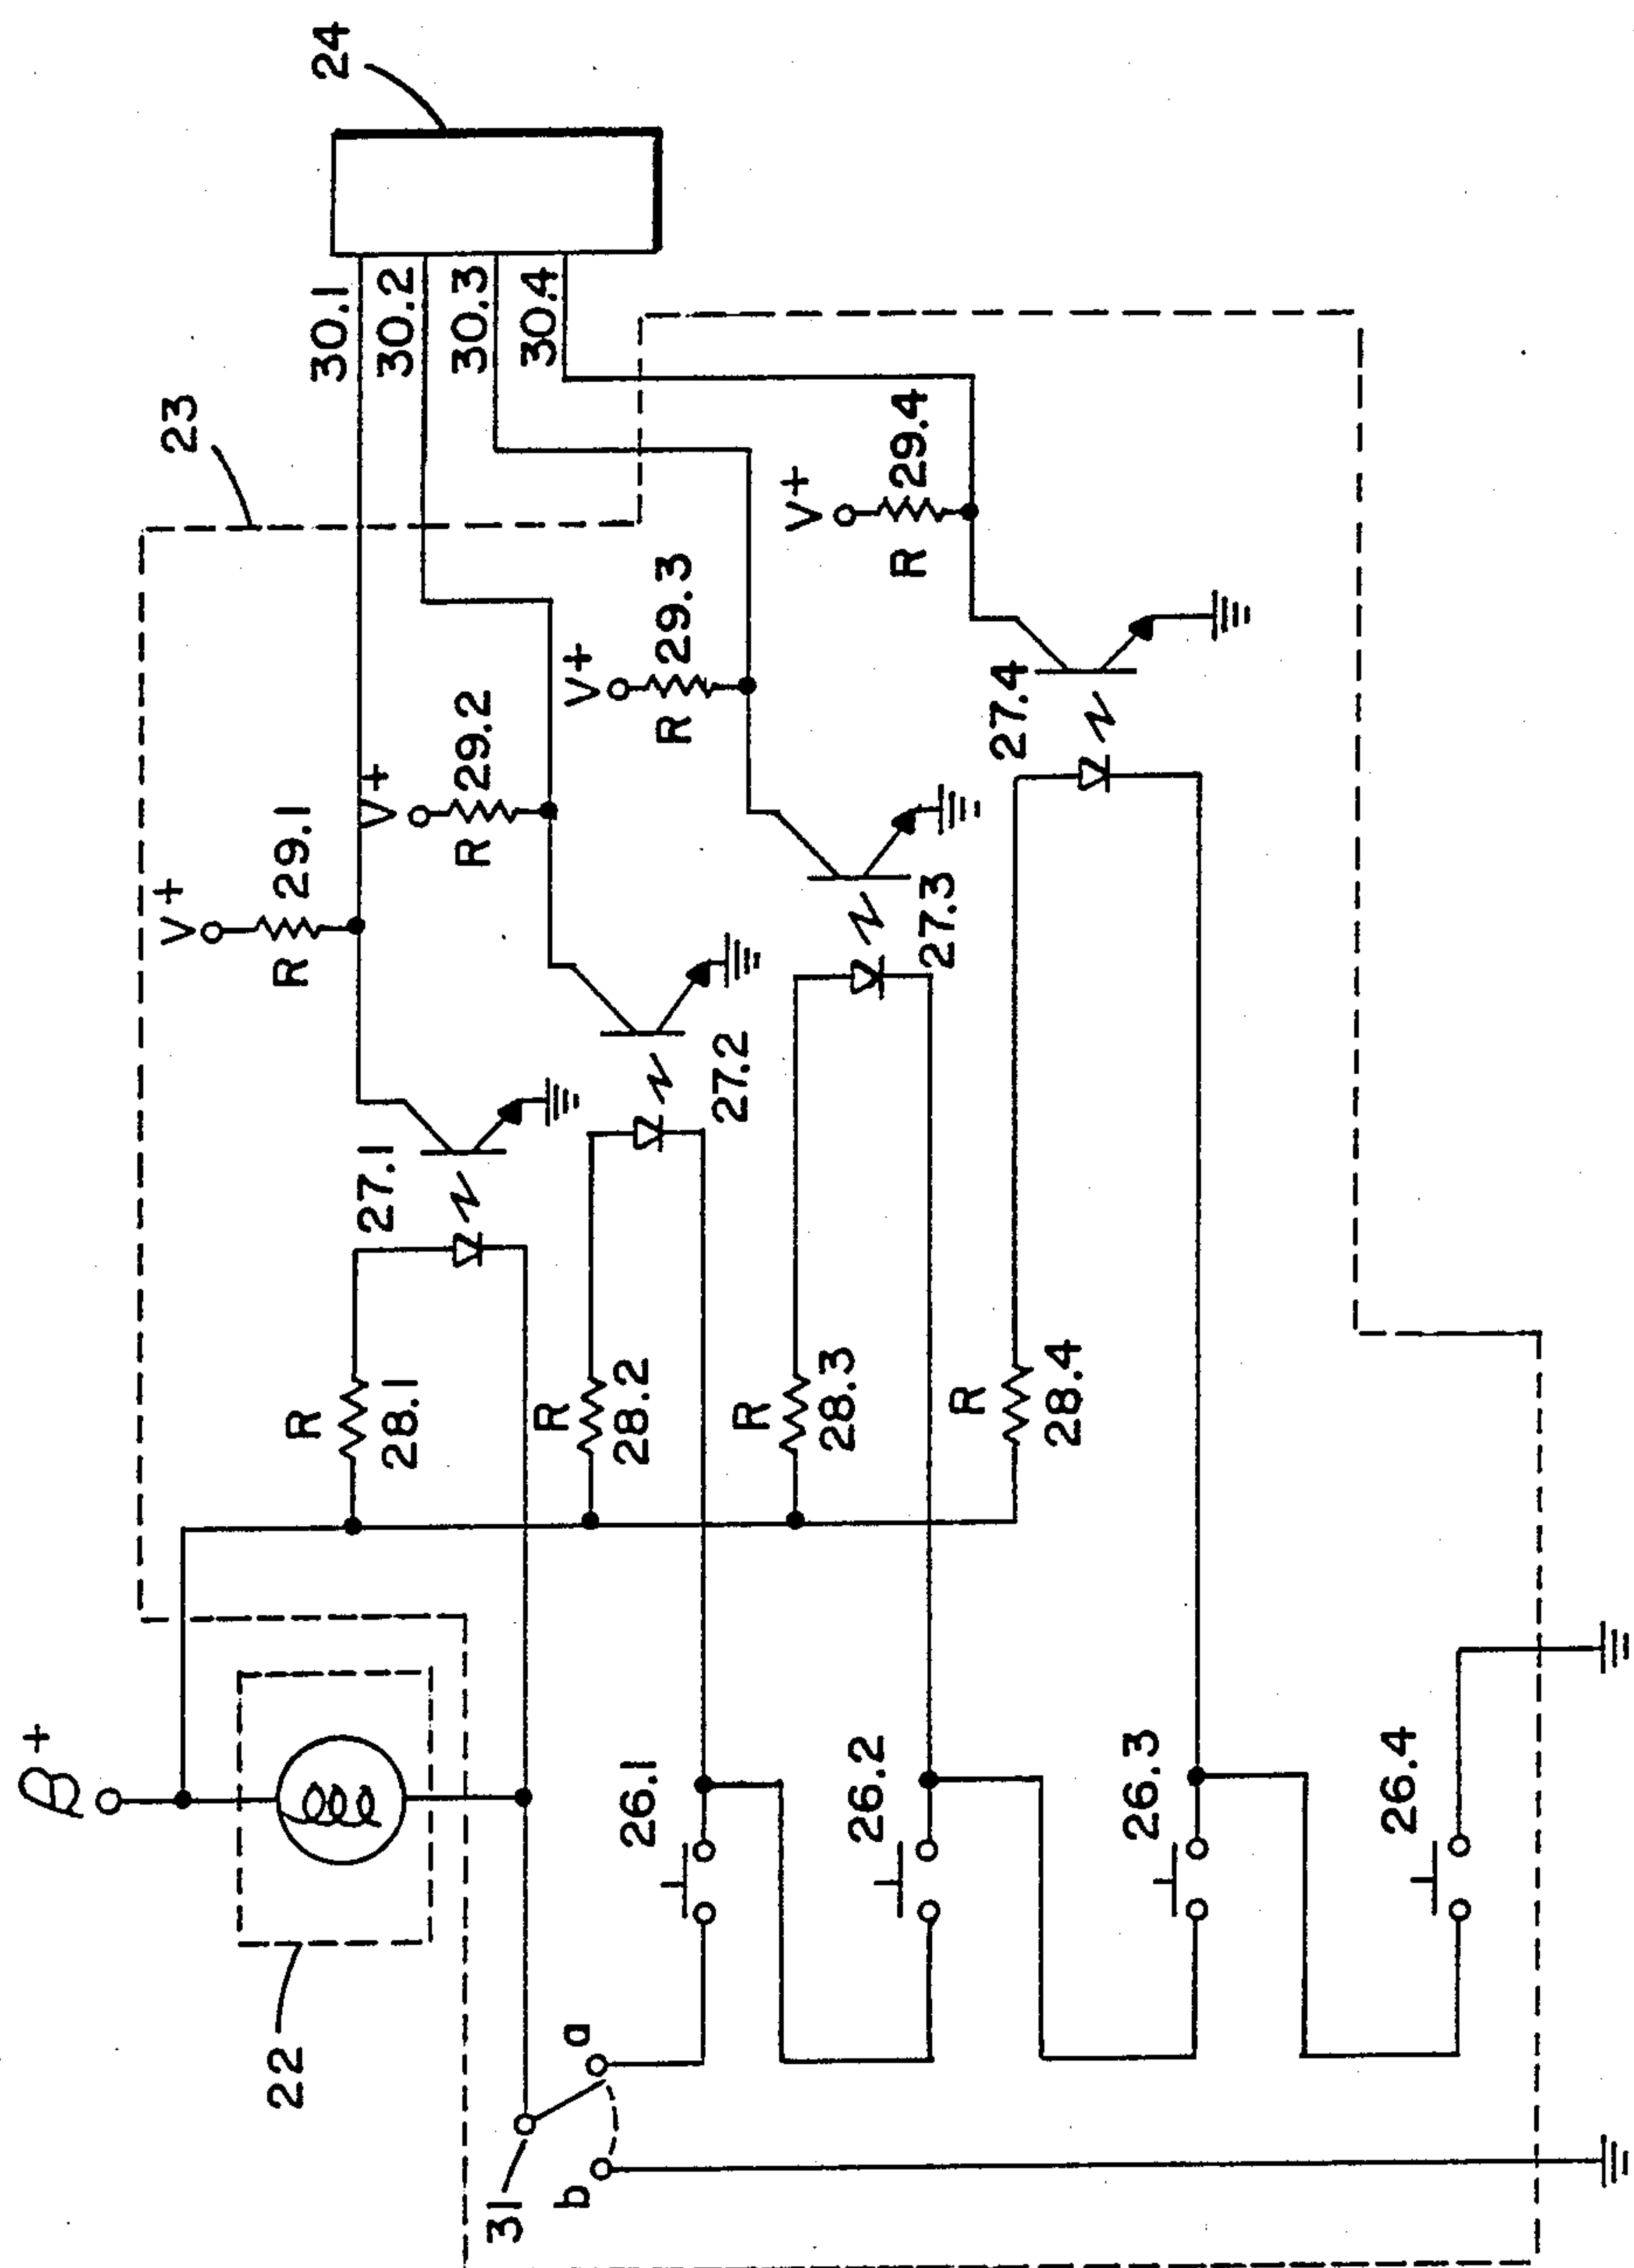 24
23
30.1
30.2
30.3
30.4
V+
R 29.1
V+
R 29.2
V+
R 29.3
V+
R 29.4
27.1
27.2
27.3
27.4
R
28.1
R
28.2
R
28.3
R
28.4
B+
22
26.1
26.2
26.3
26.4
31
a
b